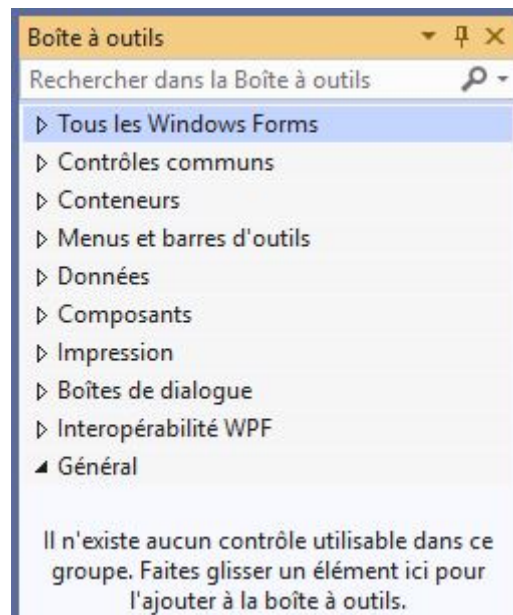 Boîte à outils
Rechercher dans la Boîte à outils
Tous les Windows Forms
Contrôles communs
Conteneurs
Menus et barres d'outils
Données
Composants
Impression
Boîtes de dialogue
Interopérabilité WPF
Général
Il n'existe aucun contrôle utilisable dans ce
groupe. Faites glisser un élément ici pour
l'ajouter à la boîte à outils.